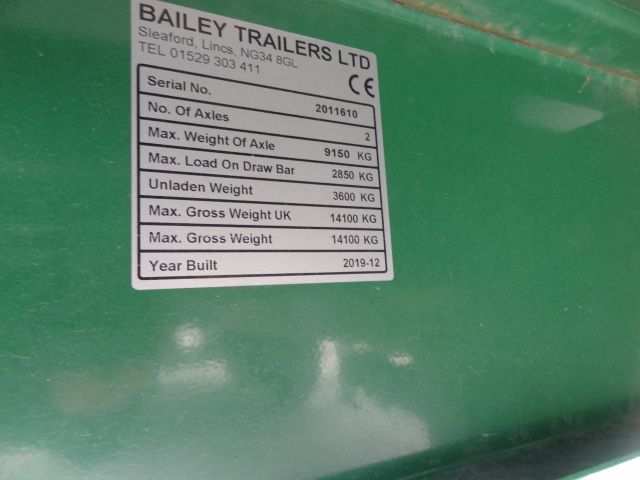 BAILEY TRAILERS LTD
Sleaford, Lincs, NG34 8GL
TEL 01529 303 411
CE
Serial No. 2011610
No. Of Axles 2
Max. Weight Of Axle 9150 KG
Max. Load On Draw Bar 2850 KG
Unladen Weight 3600 KG
Max. Gross Weight UK 14100 KG
Max. Gross Weight 14100 KG
Year Built 2019-12